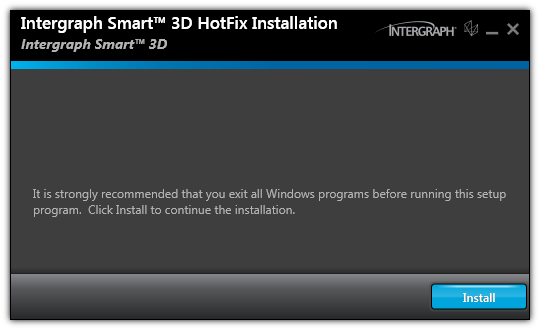 Intergraph Smart™ 3D HotFix Installation
Intergraph Smart™ 3D
INTERGRAPH
It is strongly recommended that you exit all Windows programs before running this setup
program.  Click Install to continue the installation.
Install